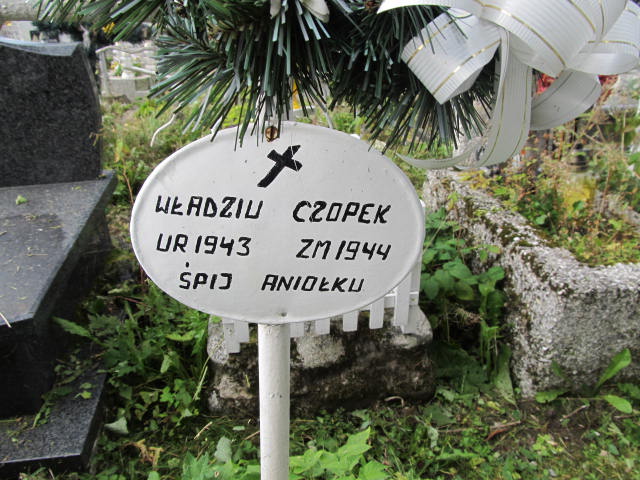 WŁADZIU CZOPEK
UR 1943 ZM 1944
ŚPIJ ANIOŁKU